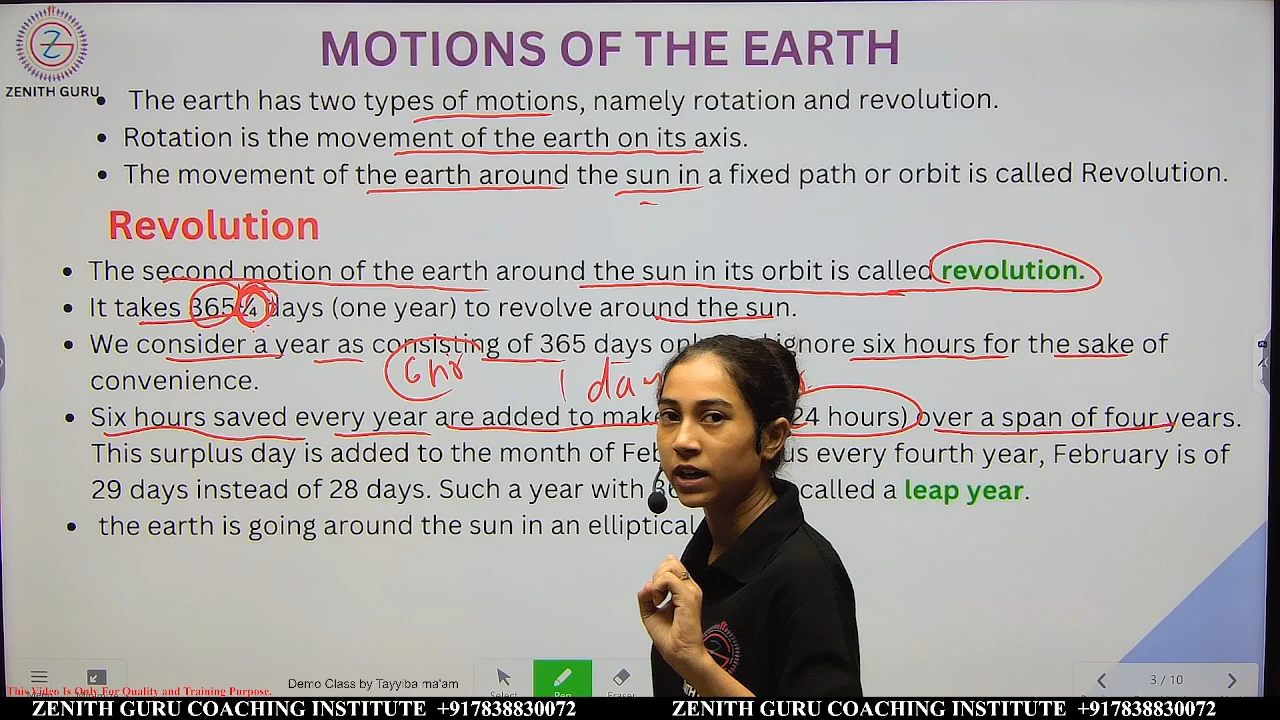 MOTIONS OF THE EARTH
ZENITH GURU
• The earth has two types of motions, namely rotation and revolution.
• Rotation is the movement of the earth on its axis.
• The movement of the earth around the sun in a fixed path or orbit is called Revolution.
Revolution
• The second motion of the earth around the sun in its orbit is called revolution.
• It takes 365¼ days (one year) to revolve around the sun.
• We consider a year as consisting of 365 days only ignore six hours for the sake of
convenience.
6 hr 1 day
• Six hours saved every year are added to make 24 hours) over a span of four years.
This surplus day is added to the month of every fourth year, February is of
29 days instead of 28 days. Such a year with called a leap year.
• the earth is going around the sun in an elliptical
Select
Pen
Eraser
3 / 10
Demo Class by Tayyiba ma'am
This Video Is Only For Quality and Training Purpose.
ZENITH GURU COACHING INSTITUTE +917838830072 ZENITH GURU COACHING INSTITUTE +917838830072